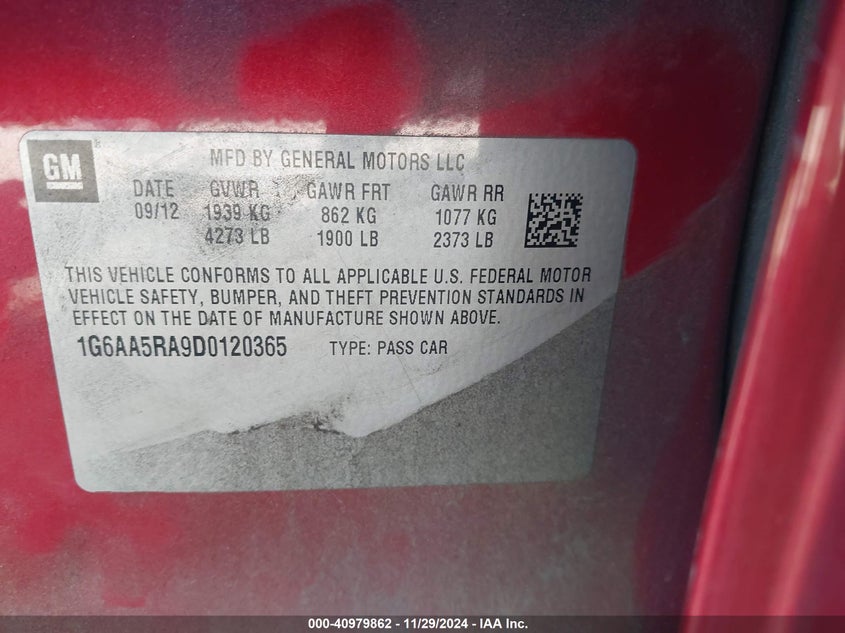 GM
MFD BY GENERAL MOTORS LLC
DATE GVWR GAWR FRT GAWR RR
09/12 1939 KG 862 KG 1077 KG
4273 LB 1900 LB 2373 LB
THIS VEHICLE CONFORMS TO ALL APPLICABLE U.S. FEDERAL MOTOR
VEHICLE SAFETY, BUMPER, AND THEFT PREVENTION STANDARDS IN
EFFECT ON THE DATE OF MANUFACTURE SHOWN ABOVE.
1G6AA5RA9D0120365 TYPE: PASS CAR
000-40979862 - 11/29/2024 - IAA Inc.